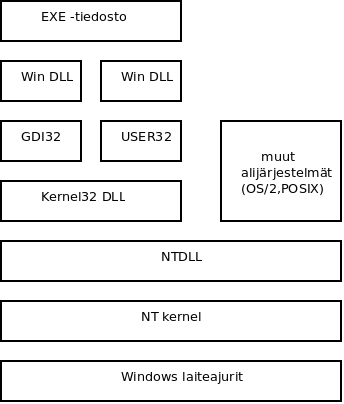 EXE -tiedosto
Win DLL
Win DLL
GDI32
USER32
muut
alijärjestelmät
(OS/2,POSIX)
Kernel32 DLL
NTDLL
NT kernel
Windows laiteajurit